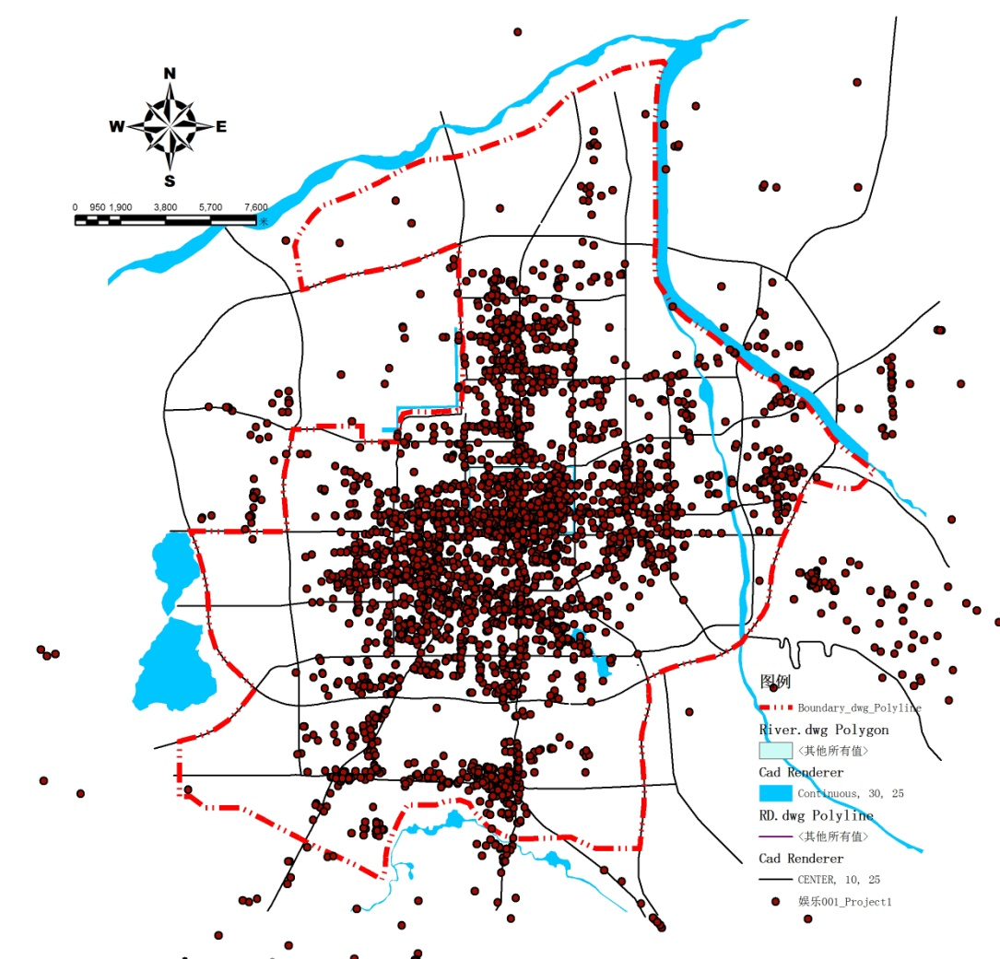 N
W E
S
0 950 1,900 3,800 5,700 7,600
米
图例
Boundary_dwg_Polyline
River.dwg Polygon
<其他所有值>
Cad Renderer
Continuous, 30, 25
RD.dwg Polyline
<其他所有值>
Cad Renderer
CENTER, 10, 25
娱乐001_Project1